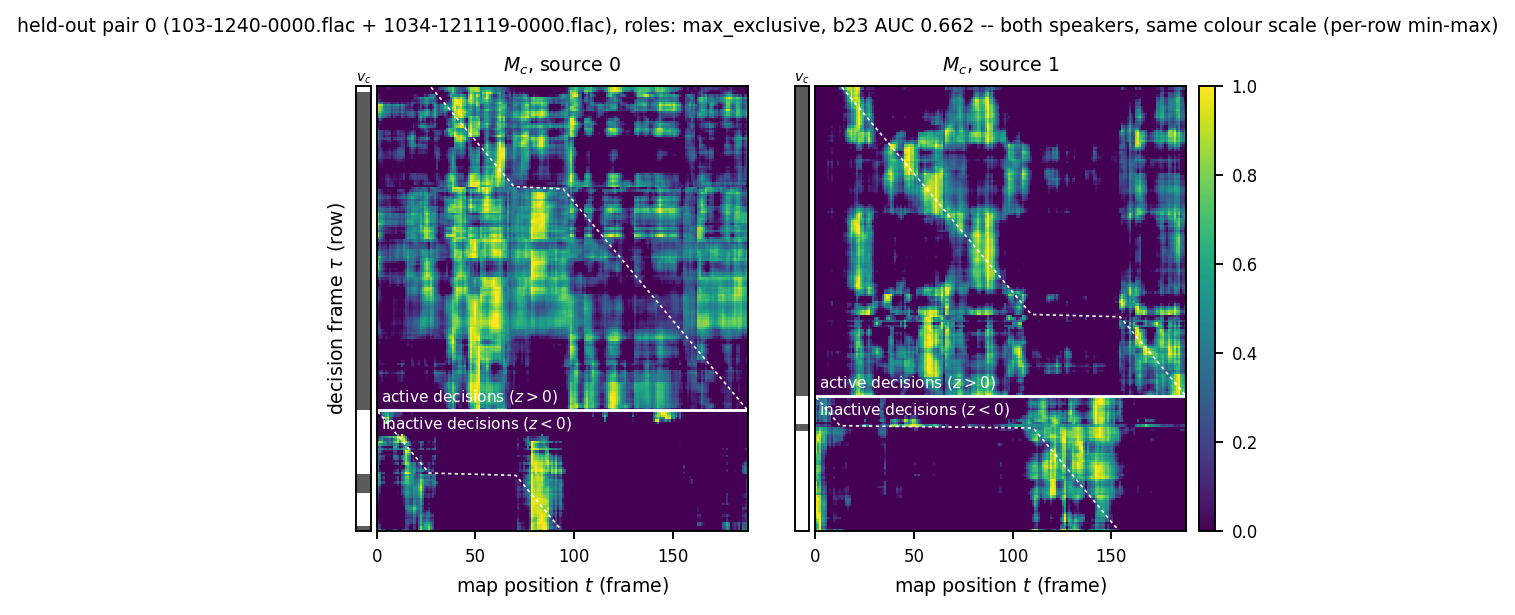 held-out pair 0 (103-1240-0000.flac + 1034-121119-0000.flac), roles: max_exclusive, b23 AUC 0.662 -- both speakers, same colour scale (per-row min-max)
v_c
M_c, source 0
v_c
M_c, source 1
decision frame τ (row)
active decisions (z > 0)
inactive decisions (z < 0)
active decisions (z > 0)
inactive decisions (z < 0)
1.0
0.8
0.6
0.4
0.2
0.0
0 50 100 150
0 50 100 150
map position t (frame)
map position t (frame)